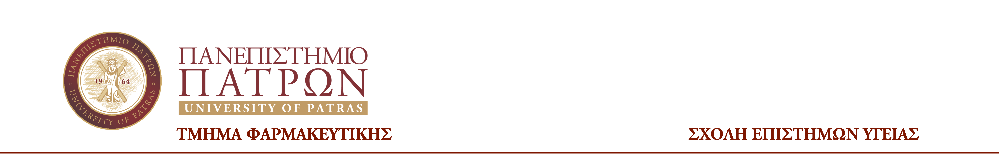 ΠΑΝΕΠΙΣΤΗΜΙΟ ΠΑΤΡΩΝ
19 64
UNIVERSITY OF PATRAS
ΠΑΝΕΠΙΣΤΗΜΙΟ
ΠΑΤΡΩΝ
UNIVERSITY OF PATRAS
ΤΜΗΜΑ ΦΑΡΜΑΚΕΥΤΙΚΗΣ
ΣΧΟΛΗ ΕΠΙΣΤΗΜΩΝ ΥΓΕΙΑΣ